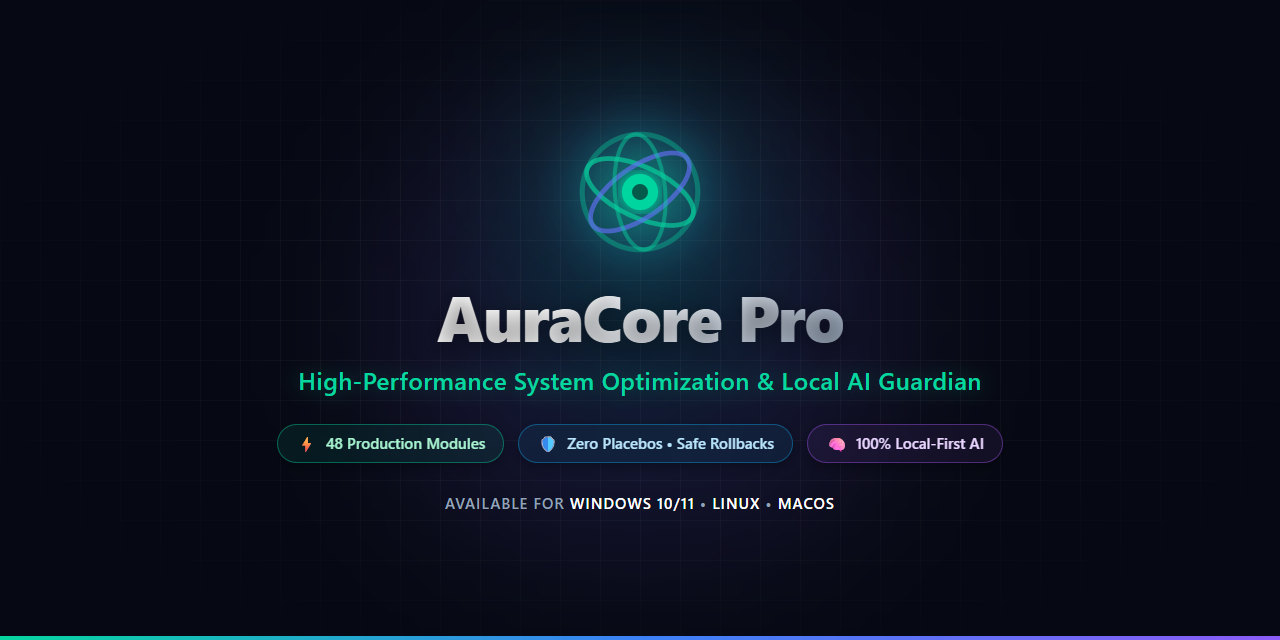 AuraCore Pro
High-Performance System Optimization & Local AI Guardian
48 Production Modules
Zero Placebos • Safe Rollbacks
100% Local-First AI
AVAILABLE FOR WINDOWS 10/11 • LINUX • MACOS